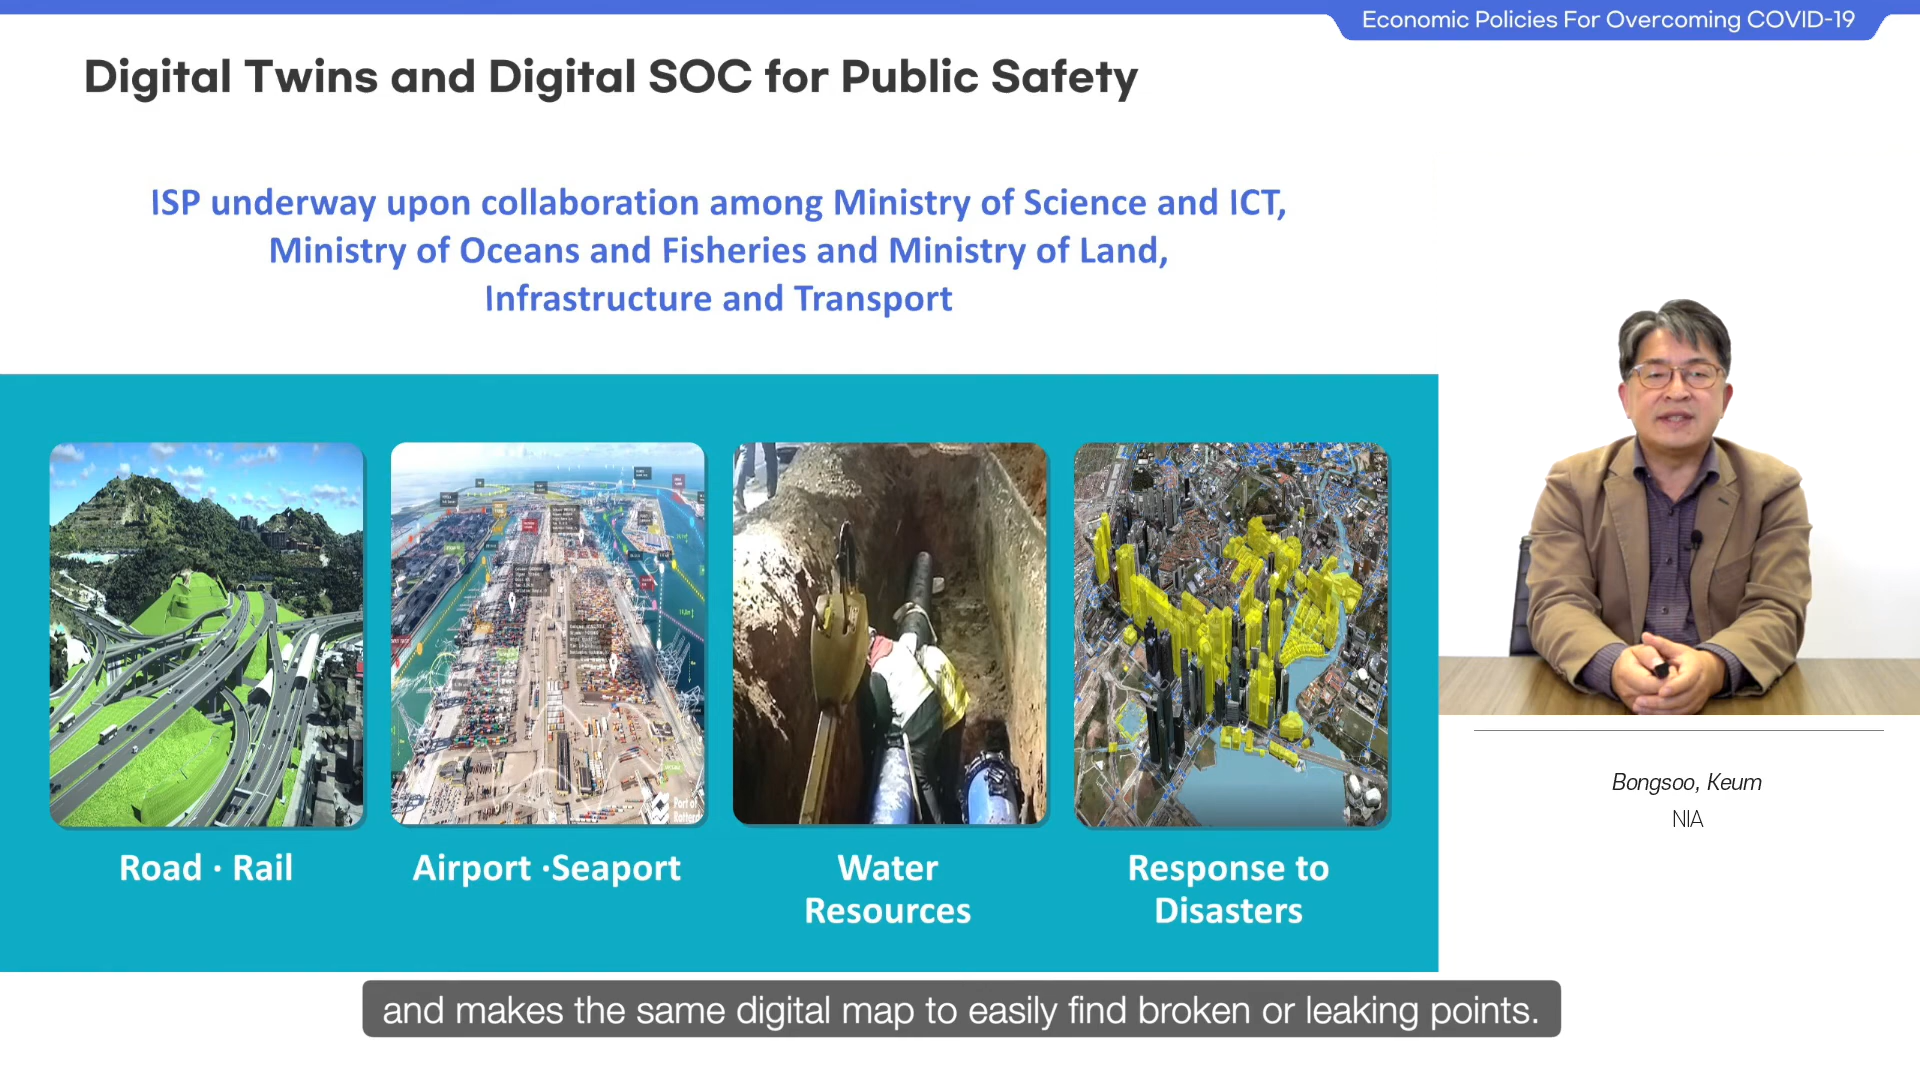 Economic Policies For Overcoming COVID-19
Digital Twins and Digital SOC for Public Safety
ISP underway upon collaboration among Ministry of Science and ICT,
Ministry of Oceans and Fisheries and Ministry of Land,
Infrastructure and Transport
Port of
Road · Rail
Airport ·Seaport
Water
Resources
Response to
Disasters
Bongsoo, Keum
NIA
and makes the same digital map to easily find broken or leaking points.